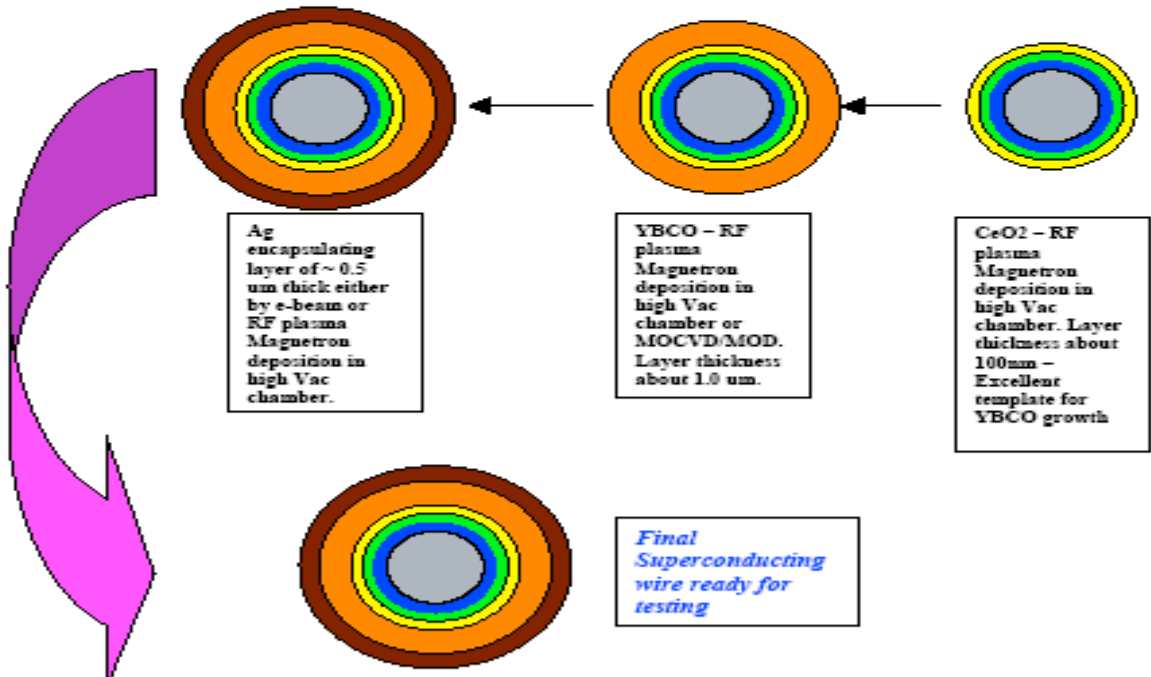 Ag
encapsulating
layer of ~ 0.5
um thick either
by e-beam or
RF plasma
Magnetron
deposition in
high Vac
chamber.
YBCO – RF
plasma
Magnetron
deposition in
high Vac
chamber or
MOCVD/MOD.
Layer thickness
about 1.0 um.
CeO2 – RF
plasma
Magnetron
deposition in
high Vac
chamber. Layer
thickness about
100nm –
Excellent
template for
YBCO growth
Final
Superconducting
wire ready for
testing